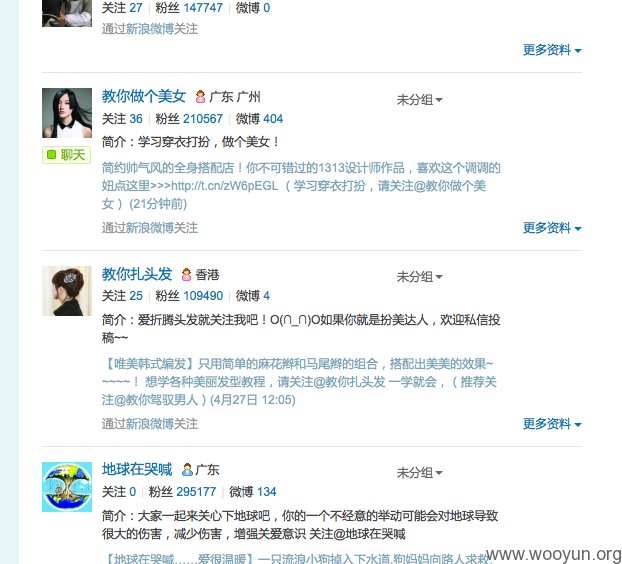 关注 27 | 粉丝 147747 | 微博 0
通过新浪微博关注
更多资料
教你做个美女 广东 广州
未分组
关注 36 | 粉丝 210567 | 微博 404
简介：学习穿衣打扮，做个美女！
聊天
简约帅气风的全身搭配店！你不可错过的1313设计师作品，喜欢这个调调的
妞点这里>>>http://t.cn/zW6pEGL （ 学习穿衣打扮，请关注@教你做个美
女 ） (21分钟前)
通过新浪微博关注
更多资料
教你扎头发 香港
未分组
关注 25 | 粉丝 109490 | 微博 4
简介：爱折腾头发就关注我吧！O(∩_∩)O如果你就是扮美达人，欢迎私信投
稿~~
【唯美韩式编发】只用简单的麻花辫和马尾辫的组合，搭配出美美的效果~
~~~~！ 想学各种美丽发型教程，请关注@教你扎头发 一学就会，（ 推荐关
注@教你驾驭男人 ）(4月27日 12:05)
通过新浪微博关注
更多资料
地球在哭喊 广东
未分组
关注 0 | 粉丝 295177 | 微博 134
简介：大家一起来关心下地球吧，你的一个不经意的举动可能会对地球导致
很大的伤害，减少伤害，增强关爱意识 关注@地球在哭喊
【地球在哭喊……爱很温暖】一只流浪小狗掉入下水道,狗妈妈向路人求救,
www.wooyun.org